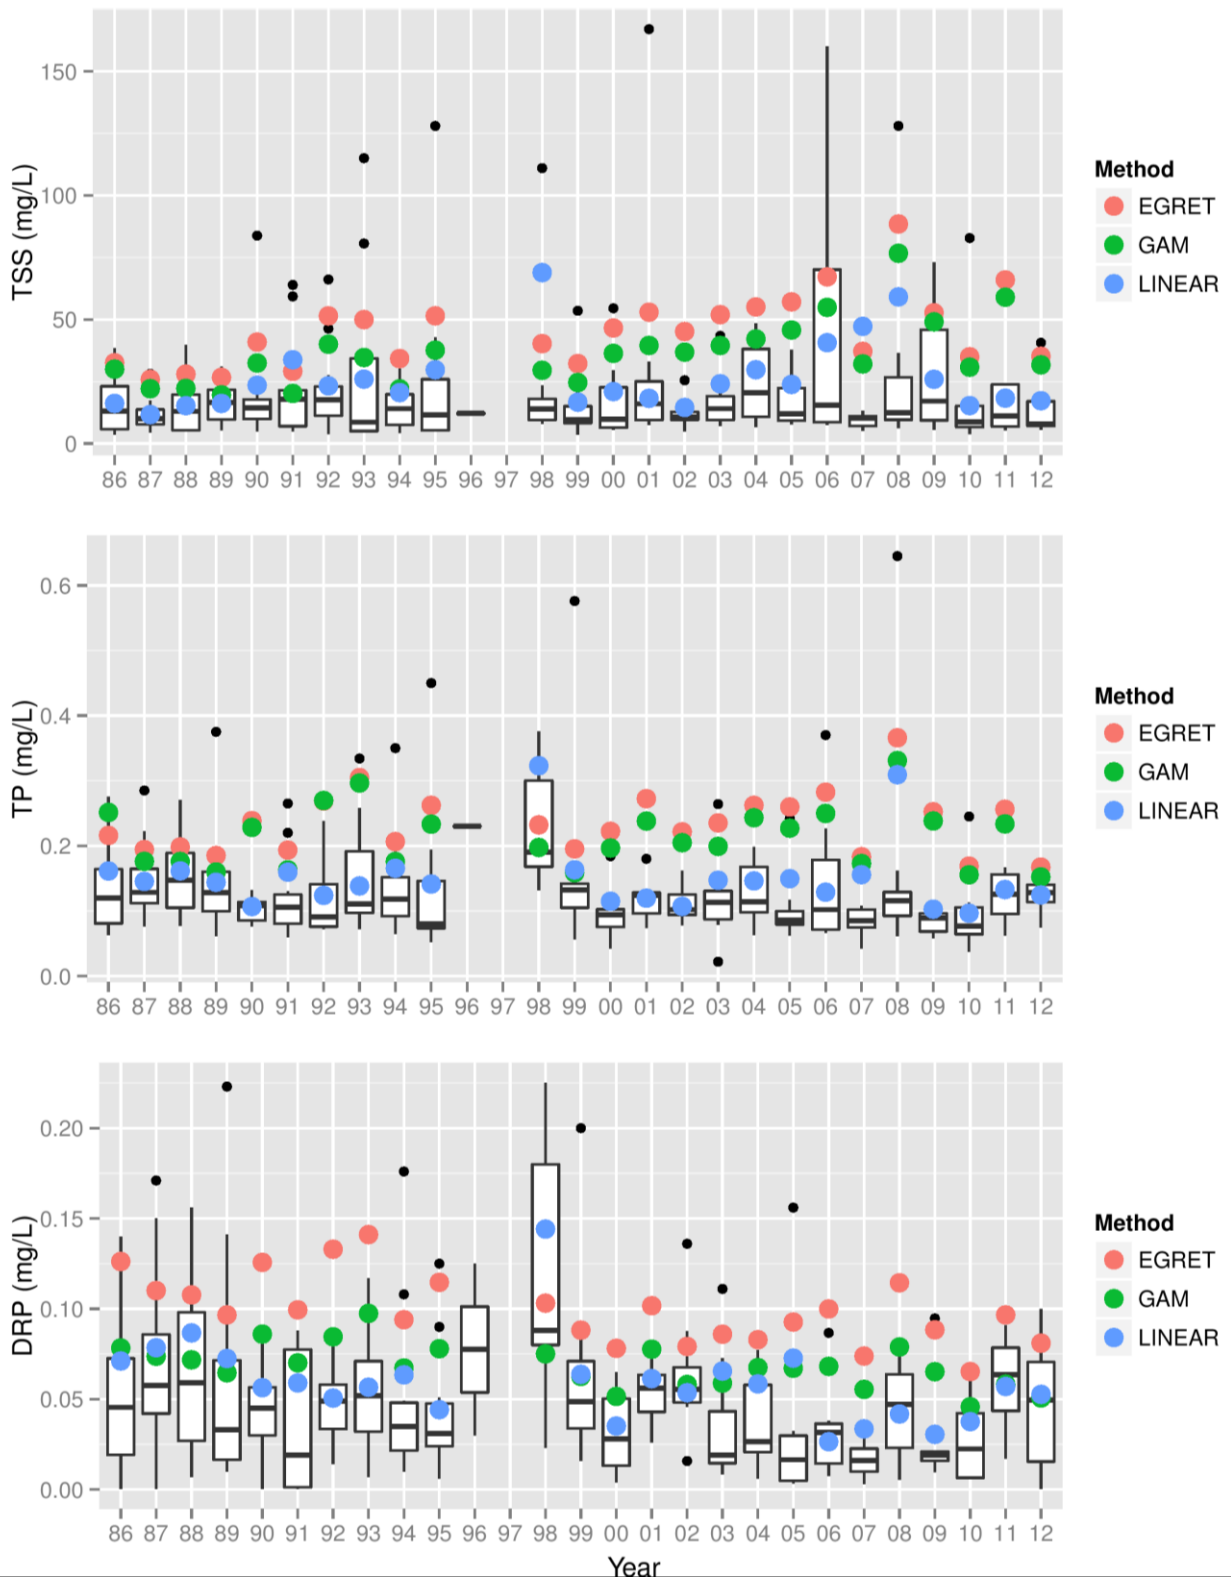 TSS (mg/L)
150
100
50
0
86 87 88 89 90 91 92 93 94 95 96 97 98 99 00 01 02 03 04 05 06 07 08 09 10 11 12
Method
EGRET
GAM
LINEAR
TP (mg/L)
0.6
0.4
0.2
0.0
86 87 88 89 90 91 92 93 94 95 96 97 98 99 00 01 02 03 04 05 06 07 08 09 10 11 12
Method
EGRET
GAM
LINEAR
DRP (mg/L)
0.20
0.15
0.10
0.05
0.00
86 87 88 89 90 91 92 93 94 95 96 97 98 99 00 01 02 03 04 05 06 07 08 09 10 11 12
Year
Method
EGRET
GAM
LINEAR